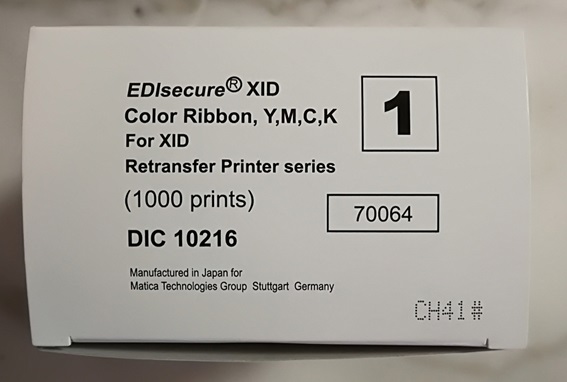 EDIsecure® XID
1
Color Ribbon, Y,M,C,K
For XID
Retransfer Printer series
(1000 prints)
70064
DIC 10216
Manufactured in Japan for
Matica Technologies Group Stuttgart Germany
CH41#